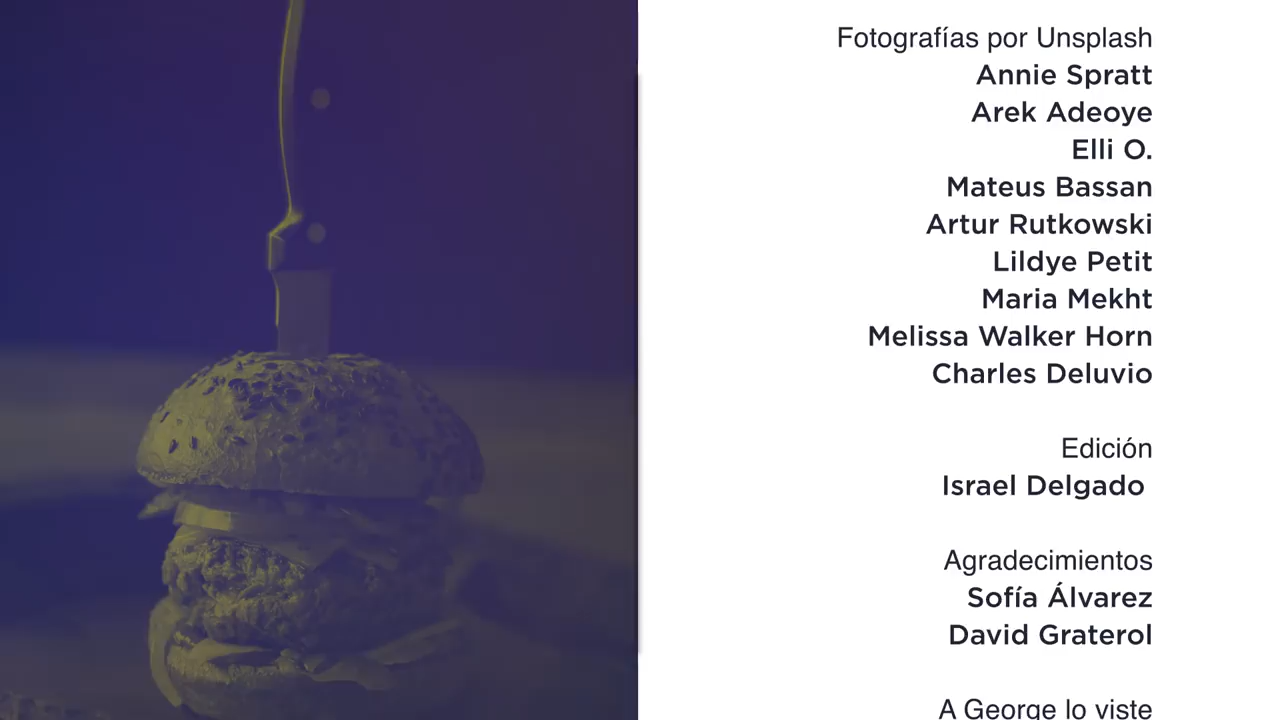 Fotografías por Unsplash
Annie Spratt
Arek Adeoye
Elli O.
Mateus Bassan
Artur Rutkowski
Lildye Petit
Maria Mekht
Melissa Walker Horn
Charles Deluvio
Edición
Israel Delgado
Agradecimientos
Sofía Álvarez
David Graterol
A George lo viste